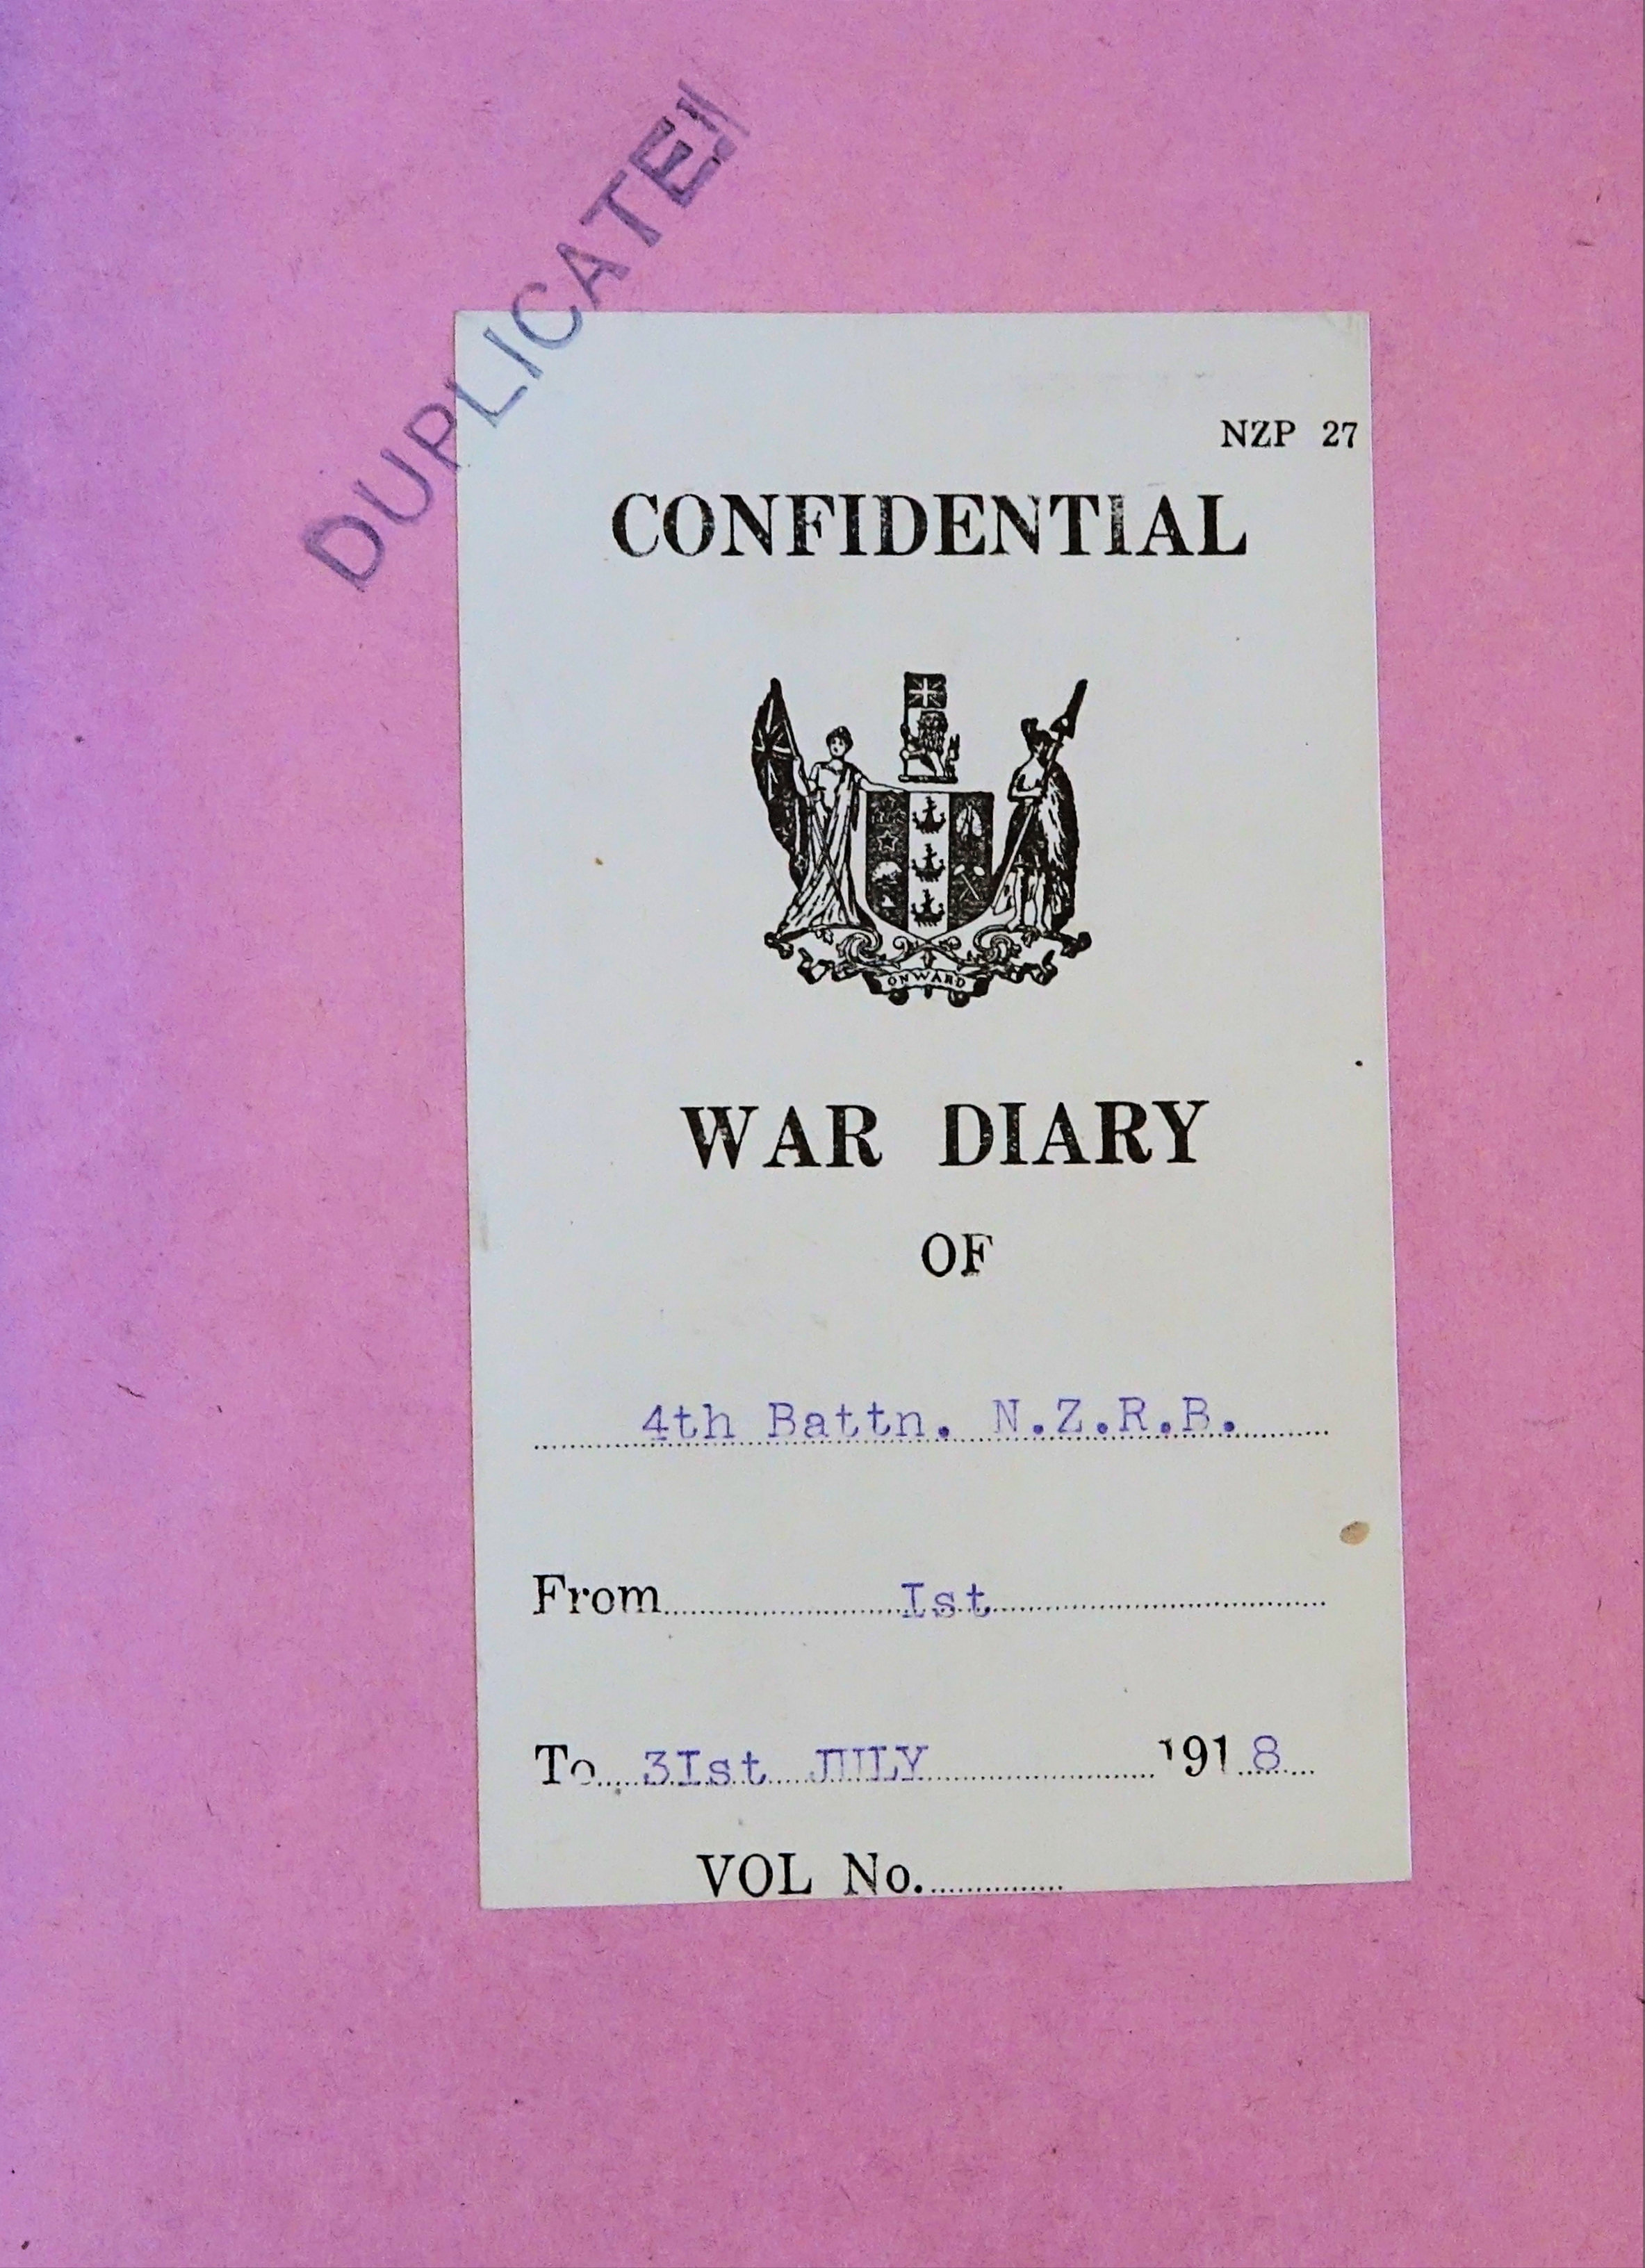 DUPLICATE
NZP 27
CONFIDENTIAL
ONWARD
WAR DIARY
OF
4th Battn. N.Z.R.B.
From Ist
To 3Ist JULY 1918
VOL No.